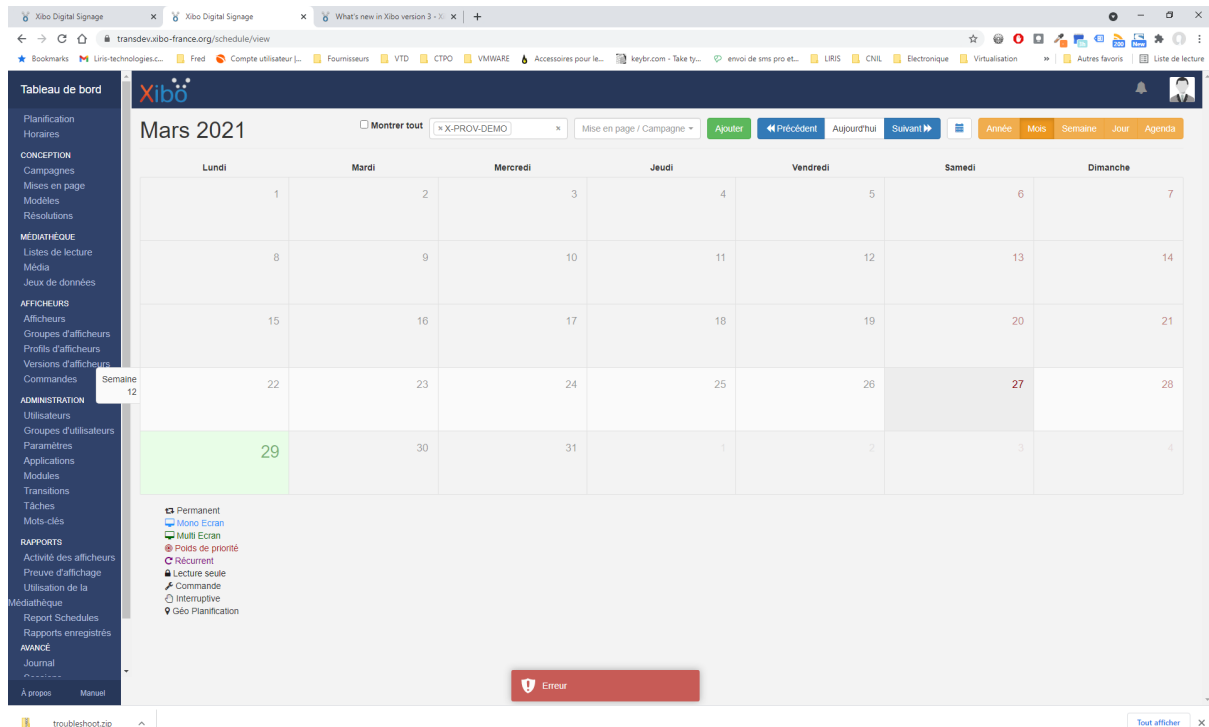 Xibo Digital Signage
Xibo Digital Signage
What's new in Xibo version 3 - Xi
transdev.xibo-france.org/schedule/view
Bookmarks Liris-technologies.c... Fred Compte utilisateur |... Fournisseurs VTD CTPO VMWARE Accessoires pour le... keybr.com - Take ty... envoi de sms pro et... LIRIS CNIL Electronique Virtualisation » Autres favoris Liste de lecture
Tableau de bord
Xibo
Planification
Horaires
CONCEPTION
Campagnes
Mises en page
Modèles
Résolutions
MÉDIATHÈQUE
Listes de lecture
Média
Jeux de données
AFFICHEURS
Afficheurs
Groupes d'afficheurs
Profils d'afficheurs
Versions d'afficheurs
Commandes
ADMINISTRATION
Utilisateurs
Groupes d'utilisateurs
Paramètres
Applications
Modules
Transitions
Tâches
Mots-clés
RAPPORTS
Activité des afficheurs
Preuve d'affichage
Utilisation de la
Médiathèque
Report Schedules
Rapports enregistrés
AVANCÉ
Journal
À propos Manuel
Semaine
12
Mars 2021
Montrer tout × X-PROV-DEMO × Mise en page / Campagne Ajouter Précédent Aujourd'hui Suivant Année Mois Semaine Jour Agenda
Lundi Mardi Mercredi Jeudi Vendredi Samedi Dimanche
1 2 3 4 5 6 7
8 9 10 11 12 13 14
15 16 17 18 19 20 21
22 23 24 25 26 27 28
29 30 31 1 2 3 4
Permanent
Mono Ecran
Multi Ecran
Poids de priorité
Récurrent
Lecture seule
Commande
Interruptive
Géo Planification
Erreur
troubleshoot.zip
Tout afficher